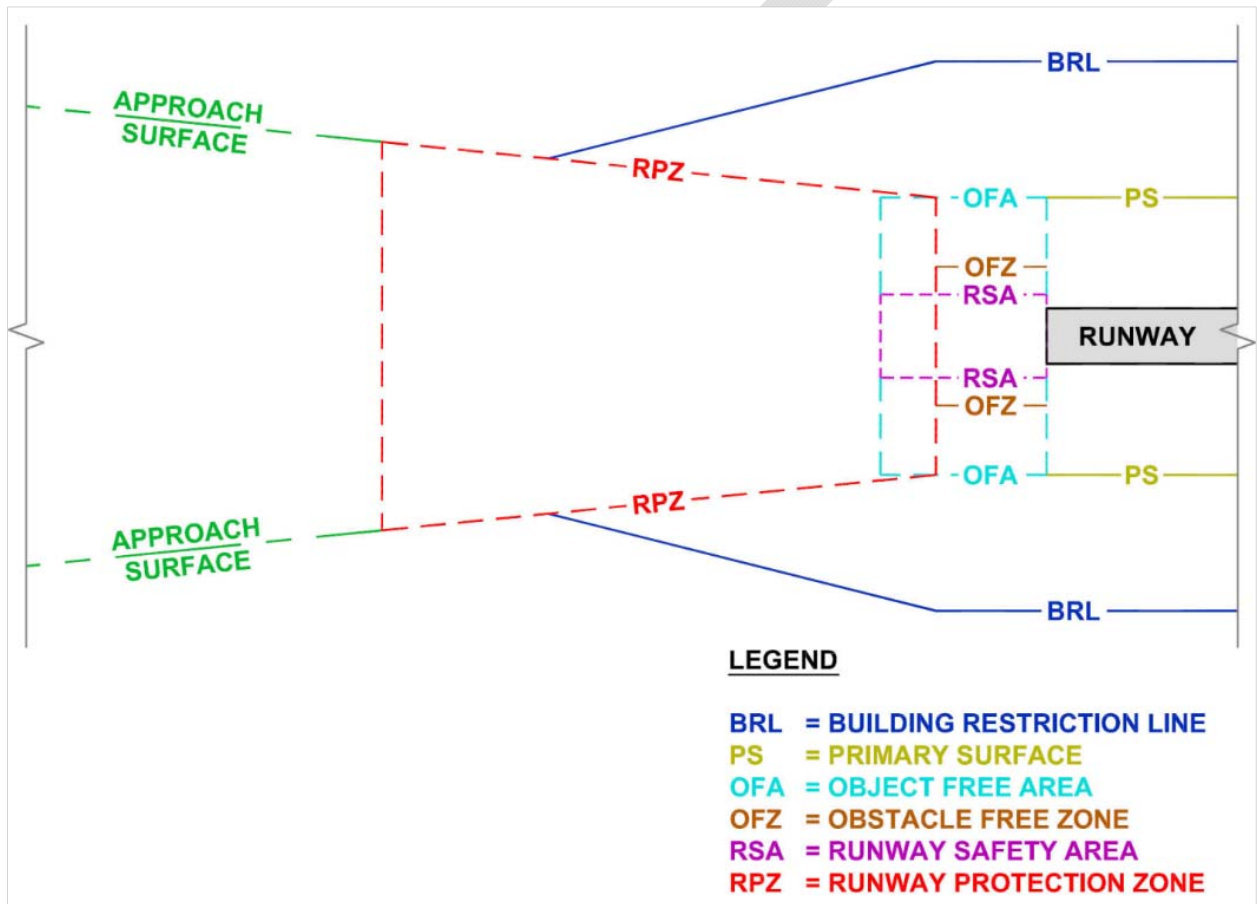 BRL
APPROACH
SURFACE
RPZ
OFA
PS
OFZ
RSA
RUNWAY
RSA
OFZ
OFA
PS
RPZ
APPROACH
SURFACE
BRL
LEGEND
BRL = BUILDING RESTRICTION LINE
PS = PRIMARY SURFACE
OFA = OBJECT FREE AREA
OFZ = OBSTACLE FREE ZONE
RSA = RUNWAY SAFETY AREA
RPZ = RUNWAY PROTECTION ZONE